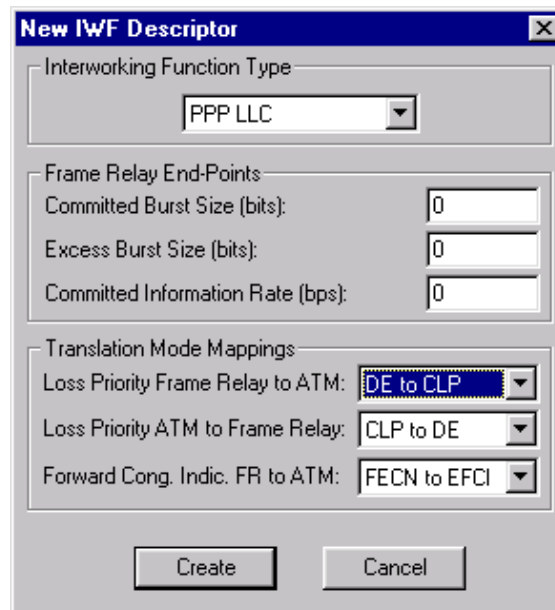 New IWF Descriptor
Interworking Function Type
PPP LLC
Frame Relay End-Points
Committed Burst Size (bits): 0
Excess Burst Size (bits): 0
Committed Information Rate (bps): 0
Translation Mode Mappings
Loss Priority Frame Relay to ATM: DE to CLP
Loss Priority ATM to Frame Relay: CLP to DE
Forward Cong. Indic. FR to ATM: FECN to EFCI
Create Cancel